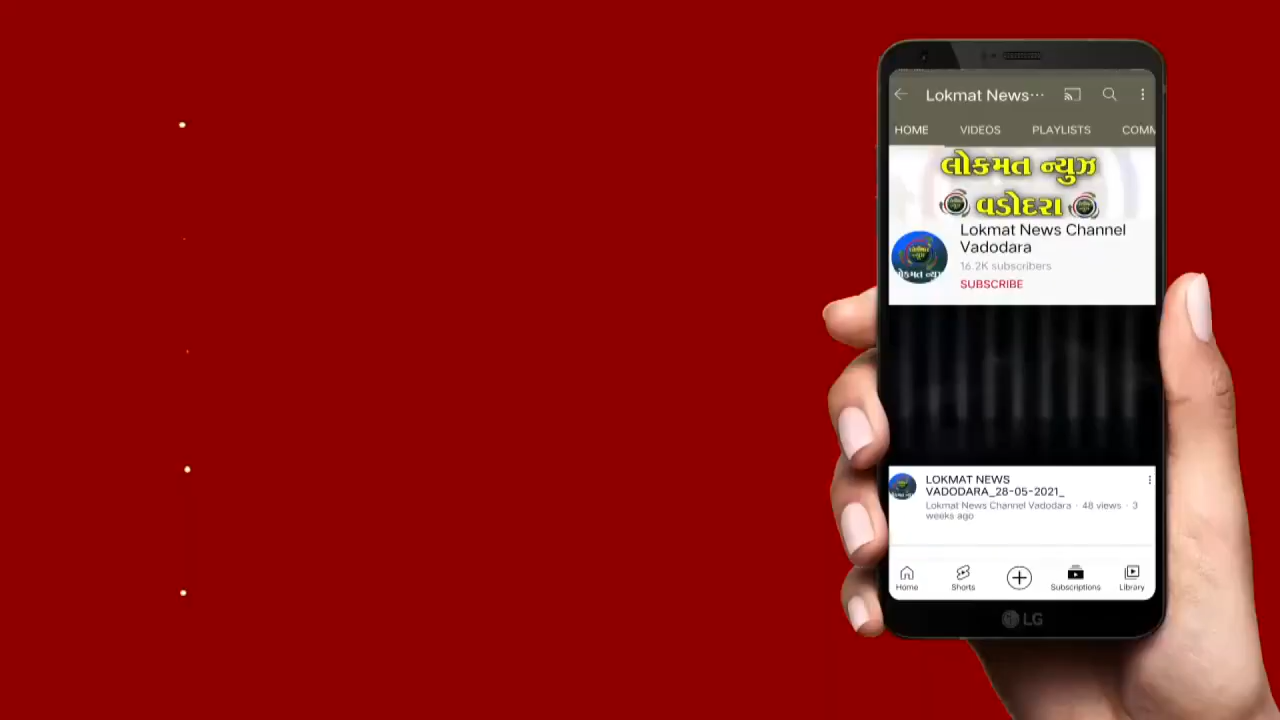 Lokmat News...
HOME VIDEOS PLAYLISTS COMM
લોકમત ન્યુઝ
વડોદરા
Lokmat News Channel
Vadodara
16.2K subscribers
SUBSCRIBE
LOKMAT NEWS
VADODARA_28-05-2021_
Lokmat News Channel Vadodara · 48 views · 3
weeks ago
Home Shorts Subscriptions Library
LG